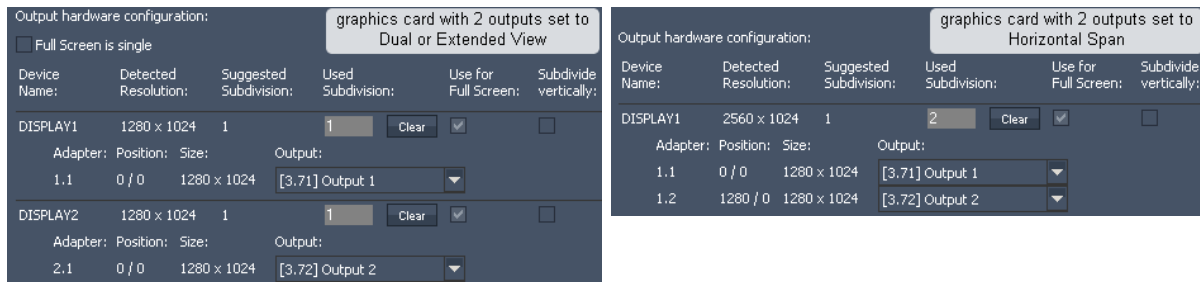 Output hardware configuration:
graphics card with 2 outputs set to
Dual or Extended View
Full Screen is single
Device Name: Detected Resolution: Suggested Subdivision: Used Subdivision: Use for Full Screen: Subdivide vertically:
DISPLAY1 1280 x 1024 1 1 Clear
Adapter: Position: Size: Output:
1.1 0 / 0 1280 x 1024 [3.71] Output 1
DISPLAY2 1280 x 1024 1 1 Clear
Adapter: Position: Size: Output:
2.1 0 / 0 1280 x 1024 [3.72] Output 2
graphics card with 2 outputs set to
Horizontal Span
Output hardware configuration:
Device Name: Detected Resolution: Suggested Subdivision: Used Subdivision: Use for Full Screen: Subdivide vertically:
DISPLAY1 2560 x 1024 1 2 Clear
Adapter: Position: Size: Output:
1.1 0 / 0 1280 x 1024 [3.71] Output 1
1.2 1280 / 0 1280 x 1024 [3.72] Output 2